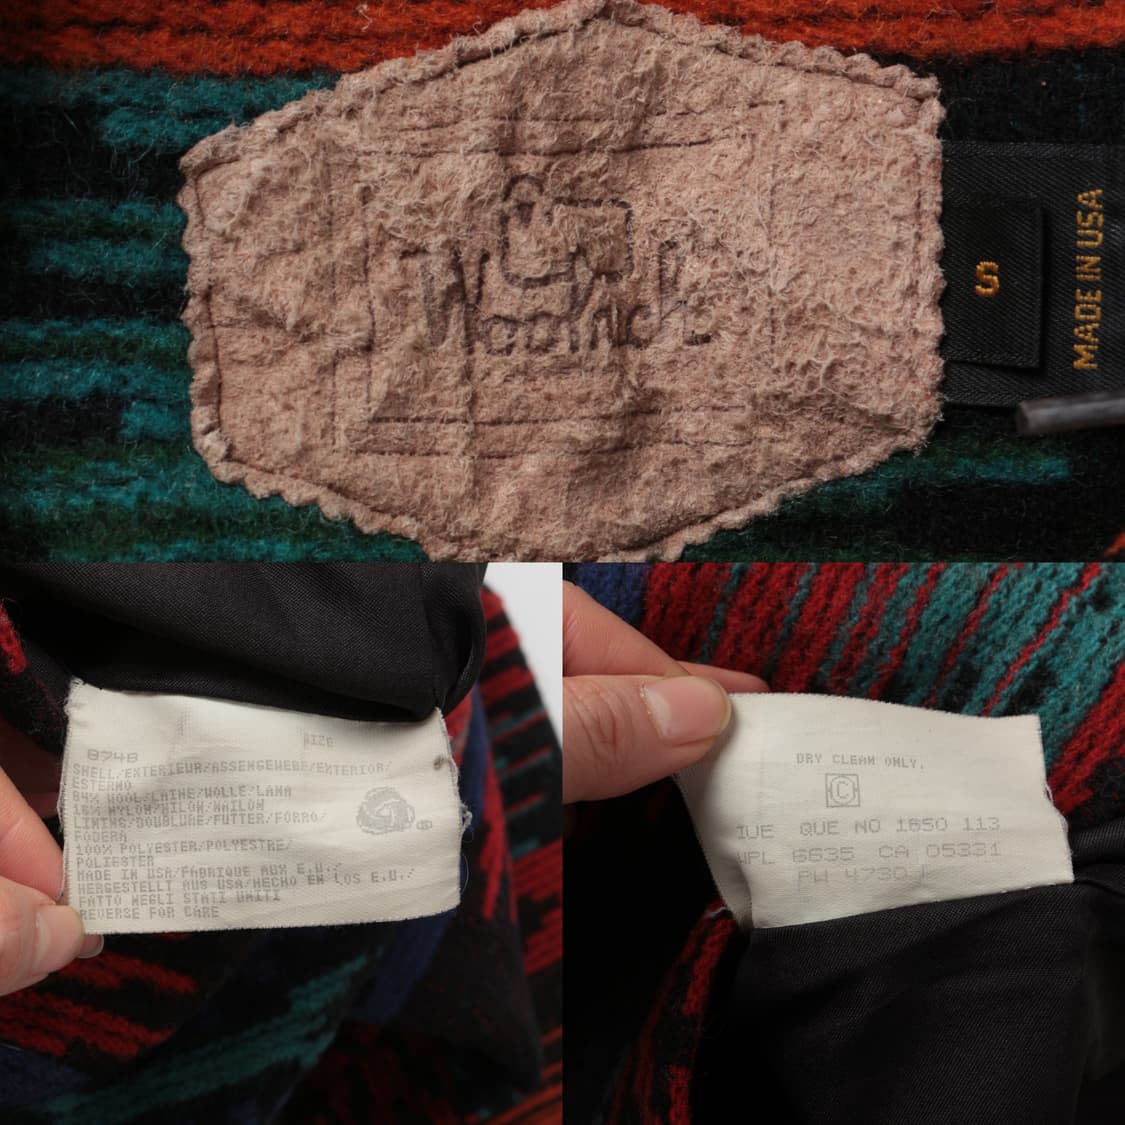 Woolrich
S
MADE IN USA
8748
SIZE
SHELL/EXTERIEUR/ASSENGEWEBE/EXTERIOR/
ESTERNO
84% WOOL/LAINE/WOLLE/LANA
16% NYLON/NILON/NAILON
LINING/DOUBLURE/FUTTER/FORRO/
FODERA
100% POLYESTER/POLYESTRE/
POLIESTER
MADE IN USA/FABRIQUE AUX E.U./
HERGESTELLT AUS USA/HECHO EN LOS E.U./
FATTO NEGLI STATI UNITI
REVERSE FOR CARE
®
DRY CLEAN ONLY.
C
IUE QUE NO 1650 113
WPL 6635 CA 05331
PW 4730